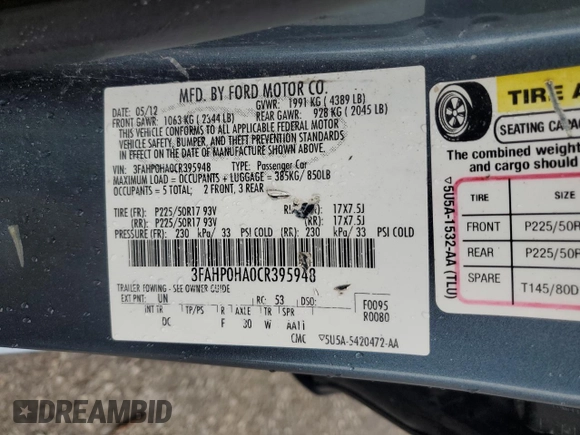 MFD. BY FORD MOTOR CO.
DATE: 05/12 GVWR: 1991 KG ( 4389 LB)
FRONT GAWR: 1063 KG ( 2344 LB) REAR GAWR: 928 KG ( 2045 LB)
THIS VEHICLE CONFORMS TO ALL APPLICABLE FEDERAL MOTOR
VEHICLE SAFETY, BUMPER, AND THEFT PREVENTION STANDARDS
IN EFFECT ON THE DATE OF MANUFACTURE SHOWN ABOVE.
VIN: 3FAHP0HA0CR395948 TYPE: Passenger Car
MAXIMUM LOAD = OCCUPANTS + LUGGAGE = 385KG/ 850LB
OCCUPANTS = 5 TOTAL; 2 FRONT, 3 REAR
TIRE (FR): P225/50R17 93V 17X7.5J
(RR): P225/50R17 93V 17X7.5J
PRESSURE (FR): 230 kPa/ 33 PSI COLD (RR): 230 kPa/ 33 PSI COLD
3FAHP0HA0CR395948
TRAILER TOWING - SEE OWNER GUIDE
EXT PNT: UN RC: 53 DSO: F0095
R0080
INT TR TP/PS R AXLE TR SPR
DC F 30 W AA11
CMC ▽5U5A-5420472-AA
▽5U5A-1532-AA (TLU)
TIRE A
SEATING CAPAC
The combined weight
and cargo should
TIRE SIZE
FRONT P225/50R
REAR P225/50R
SPARE T145/80D
DREAMBID